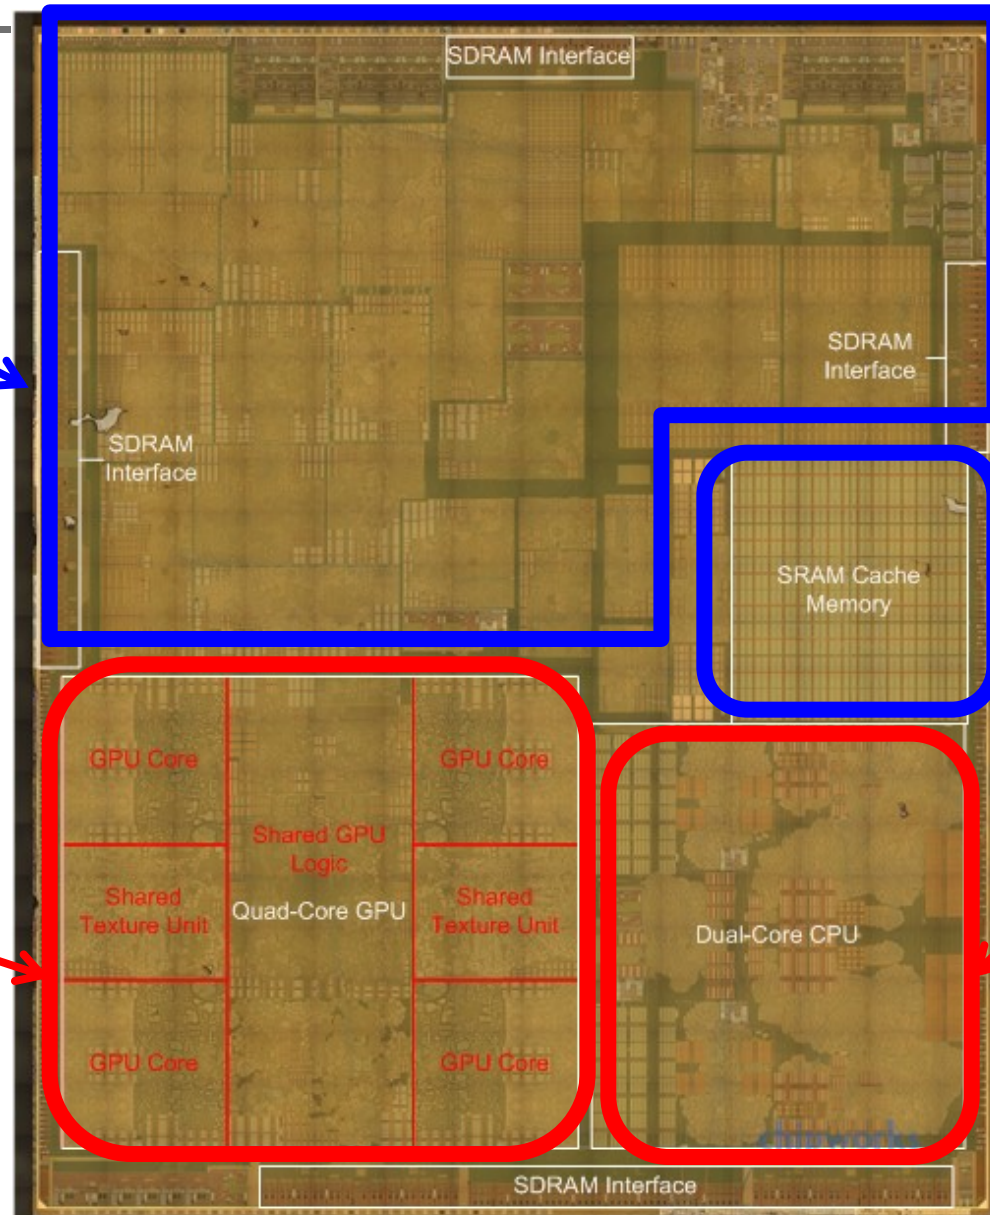 SDRAM Interface
SDRAM
Interface
SDRAM
Interface
SRAM Cache
Memory
GPU Core
GPU Core
Shared GPU
Logic
Shared
Texture Unit
Quad-Core GPU
Shared
Texture Unit
Dual-Core CPU
GPU Core
GPU Core
chipworks
SDRAM Interface